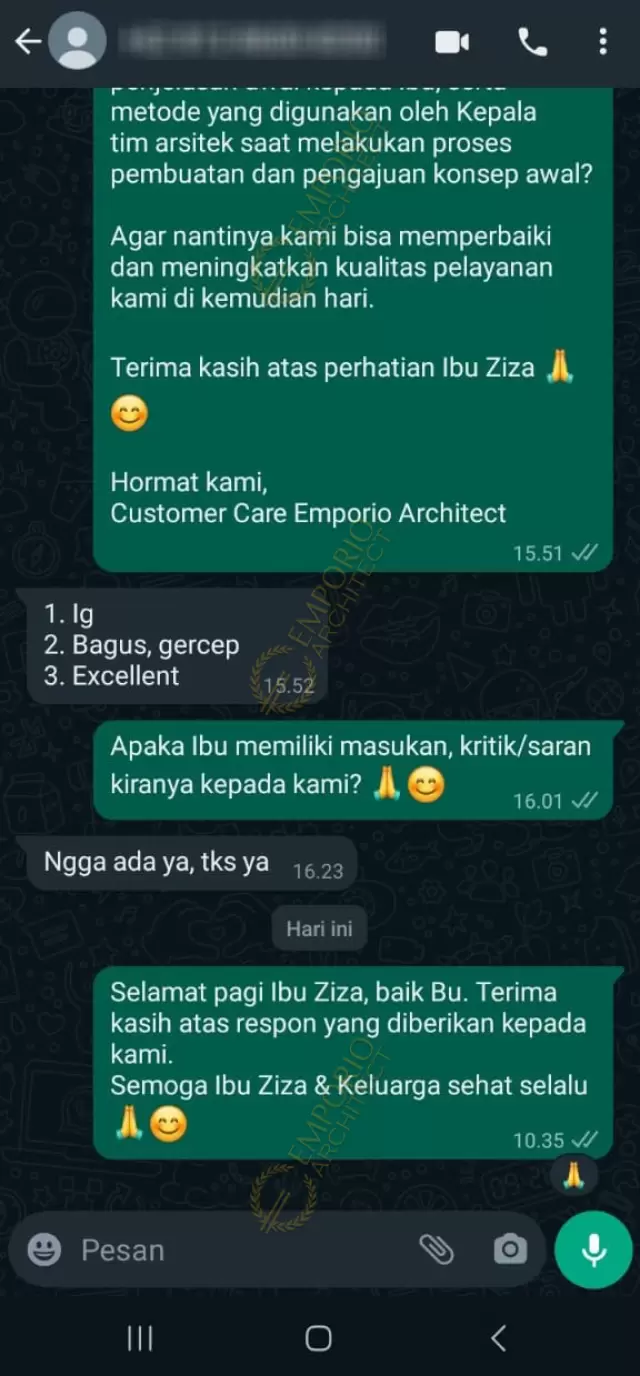 metode yang digunakan oleh Kepala
tim arsitek saat melakukan proses
pembuatan dan pengajuan konsep awal?
Agar nantinya kami bisa memperbaiki
dan meningkatkan kualitas pelayanan
kami di kemudian hari.
Terima kasih atas perhatian Ibu Ziza 🙏
😊
Hormat kami,
Customer Care Emporio Architect
15.51
1. Ig
2. Bagus, gercep
3. Excellent
15.52
Apaka Ibu memiliki masukan, kritik/saran
kiranya kepada kami? 🙏😊
16.01
Ngga ada ya, tks ya
16.23
Hari ini
Selamat pagi Ibu Ziza, baik Bu. Terima
kasih atas respon yang diberikan kepada
kami.
Semoga Ibu Ziza & Keluarga sehat selalu
🙏😊
10.35
🙏
Pesan
EMPORIO
ARCHITECT
EMPORIO
ARCHITECT
EMPORIO
ARCHITECT